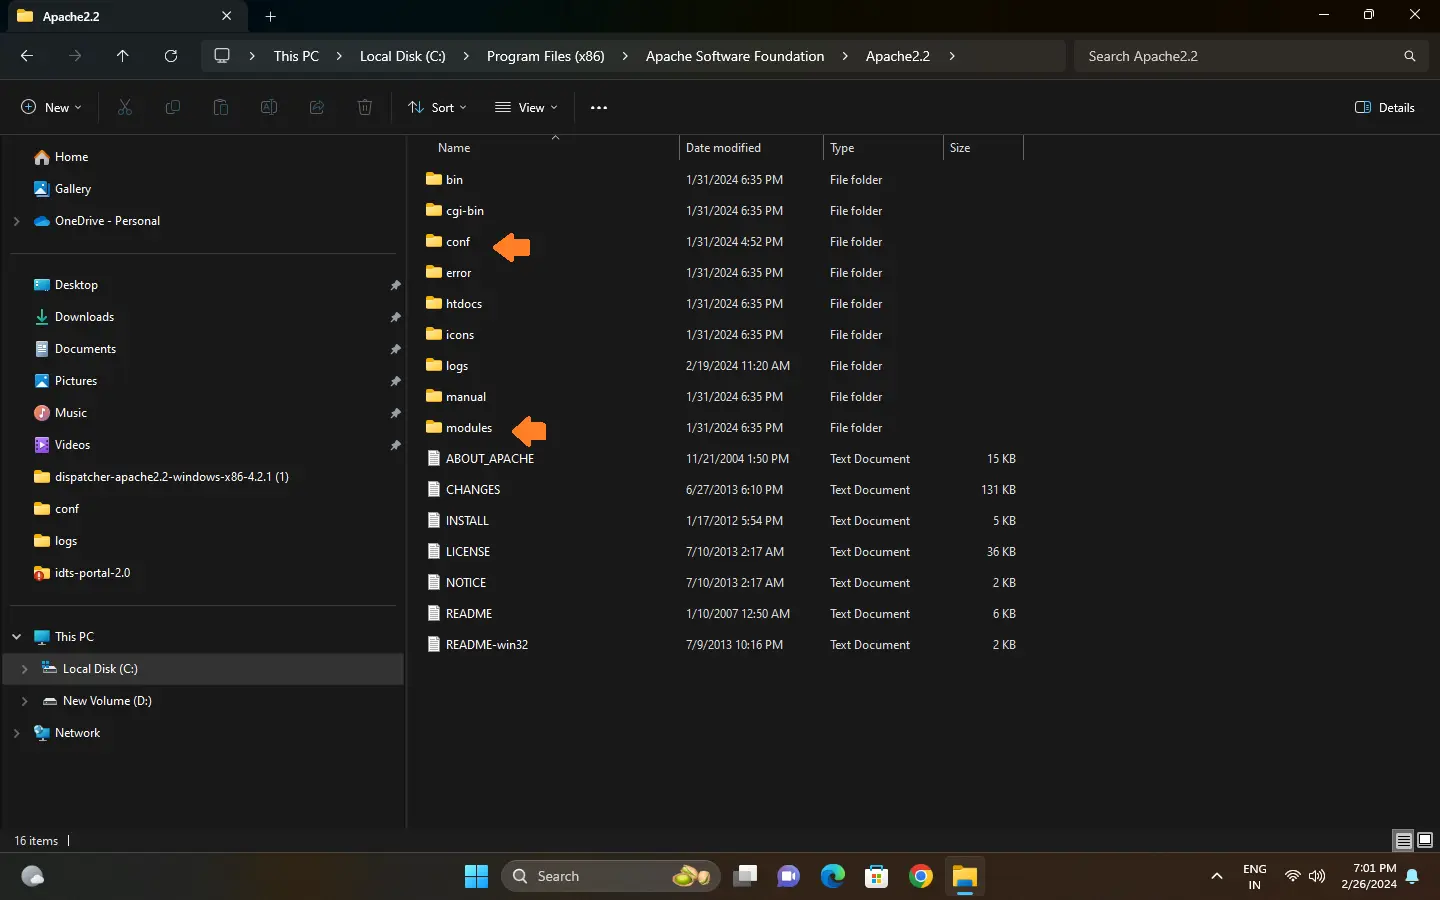 Apache2.2
This PC > Local Disk (C:) > Program Files (x86) > Apache Software Foundation > Apache2.2 >
Search Apache2.2
New
Sort
View
Details
Home
Gallery
OneDrive - Personal
Desktop
Downloads
Documents
Pictures
Music
Videos
dispatcher-apache2.2-windows-x86-4.2.1 (1)
conf
logs
idts-portal-2.0
This PC
Local Disk (C:)
New Volume (D:)
Network
Name Date modified Type Size
bin 1/31/2024 6:35 PM File folder
cgi-bin 1/31/2024 6:35 PM File folder
conf 1/31/2024 4:52 PM File folder
error 1/31/2024 6:35 PM File folder
htdocs 1/31/2024 6:35 PM File folder
icons 1/31/2024 6:35 PM File folder
logs 2/19/2024 11:20 AM File folder
manual 1/31/2024 6:35 PM File folder
modules 1/31/2024 6:35 PM File folder
ABOUT_APACHE 11/21/2004 1:50 PM Text Document 15 KB
CHANGES 6/27/2013 6:10 PM Text Document 131 KB
INSTALL 1/17/2012 5:54 PM Text Document 5 KB
LICENSE 7/10/2013 2:17 AM Text Document 36 KB
NOTICE 7/10/2013 2:17 AM Text Document 2 KB
README 1/10/2007 12:50 AM Text Document 6 KB
README-win32 7/9/2013 10:16 PM Text Document 2 KB
16 items
Search
ENG
IN
7:01 PM
2/26/2024